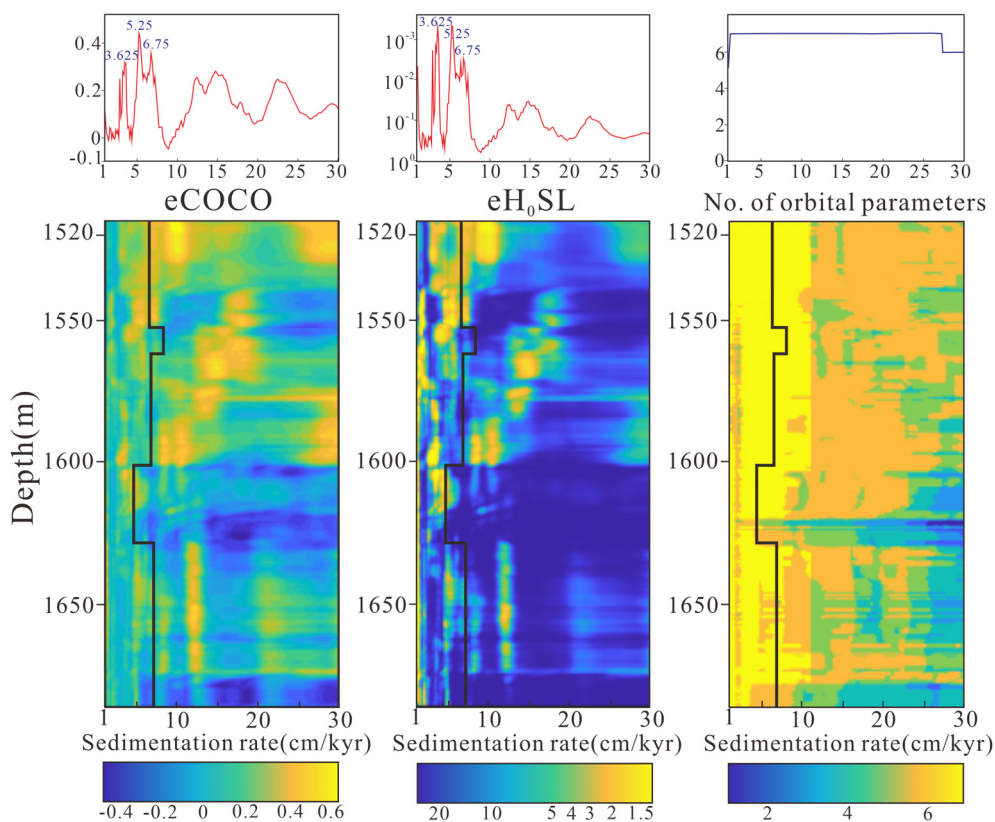 0.4
0.2
0
-0.1
3.625
5.25
6.75
1 5 10 15 20 25 30
eCOCO
10⁻³
10⁻²
10⁻¹
10⁰
3.625
5.25
6.75
1 5 10 15 20 25 30
eH₀SL
6
4
2
0
1 5 10 15 20 25 30
No. of orbital parameters
Depth(m)
1520
1550
1600
1650
1 10 20 30
Sedimentation rate(cm/kyr)
-0.4 -0.2 0 0.2 0.4 0.6
1520
1550
1600
1650
1 10 20 30
Sedimentation rate(cm/kyr)
20 10 5 4 3 2 1.5
1520
1550
1600
1650
1 10 20 30
Sedimentation rate(cm/kyr)
2 4 6